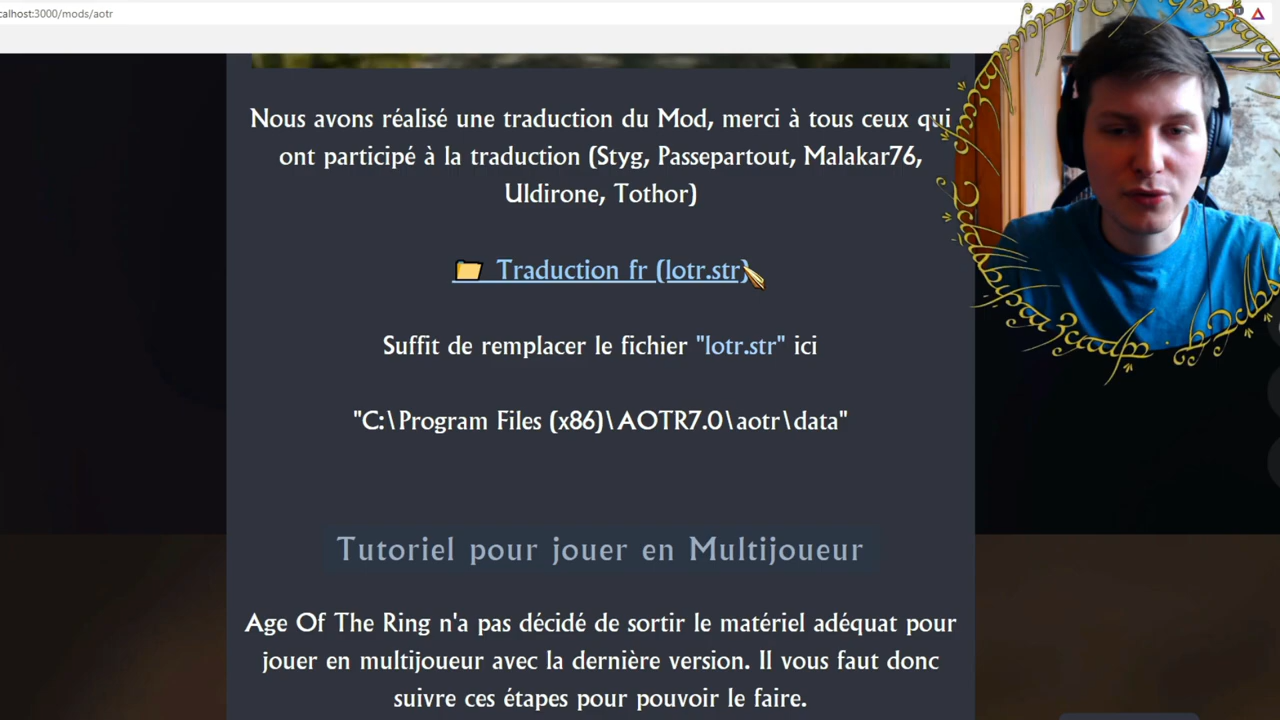 calhost:3000/mods/aotr
Nous avons réalisé une traduction du Mod, merci à tous ceux qui
ont participé à la traduction (Styg, Passepartout, Malakar76,
Uldirone, Tothor)
Traduction fr (lotr.str)
Suffit de remplacer le fichier "lotr.str" ici
"C:\Program Files (x86)\AOTR7.0\aotr\data"
Tutoriel pour jouer en Multijoueur
Age Of The Ring n'a pas décidé de sortir le matériel adéquat pour
jouer en multijoueur avec la dernière version. Il vous faut donc
suivre ces étapes pour pouvoir le faire.